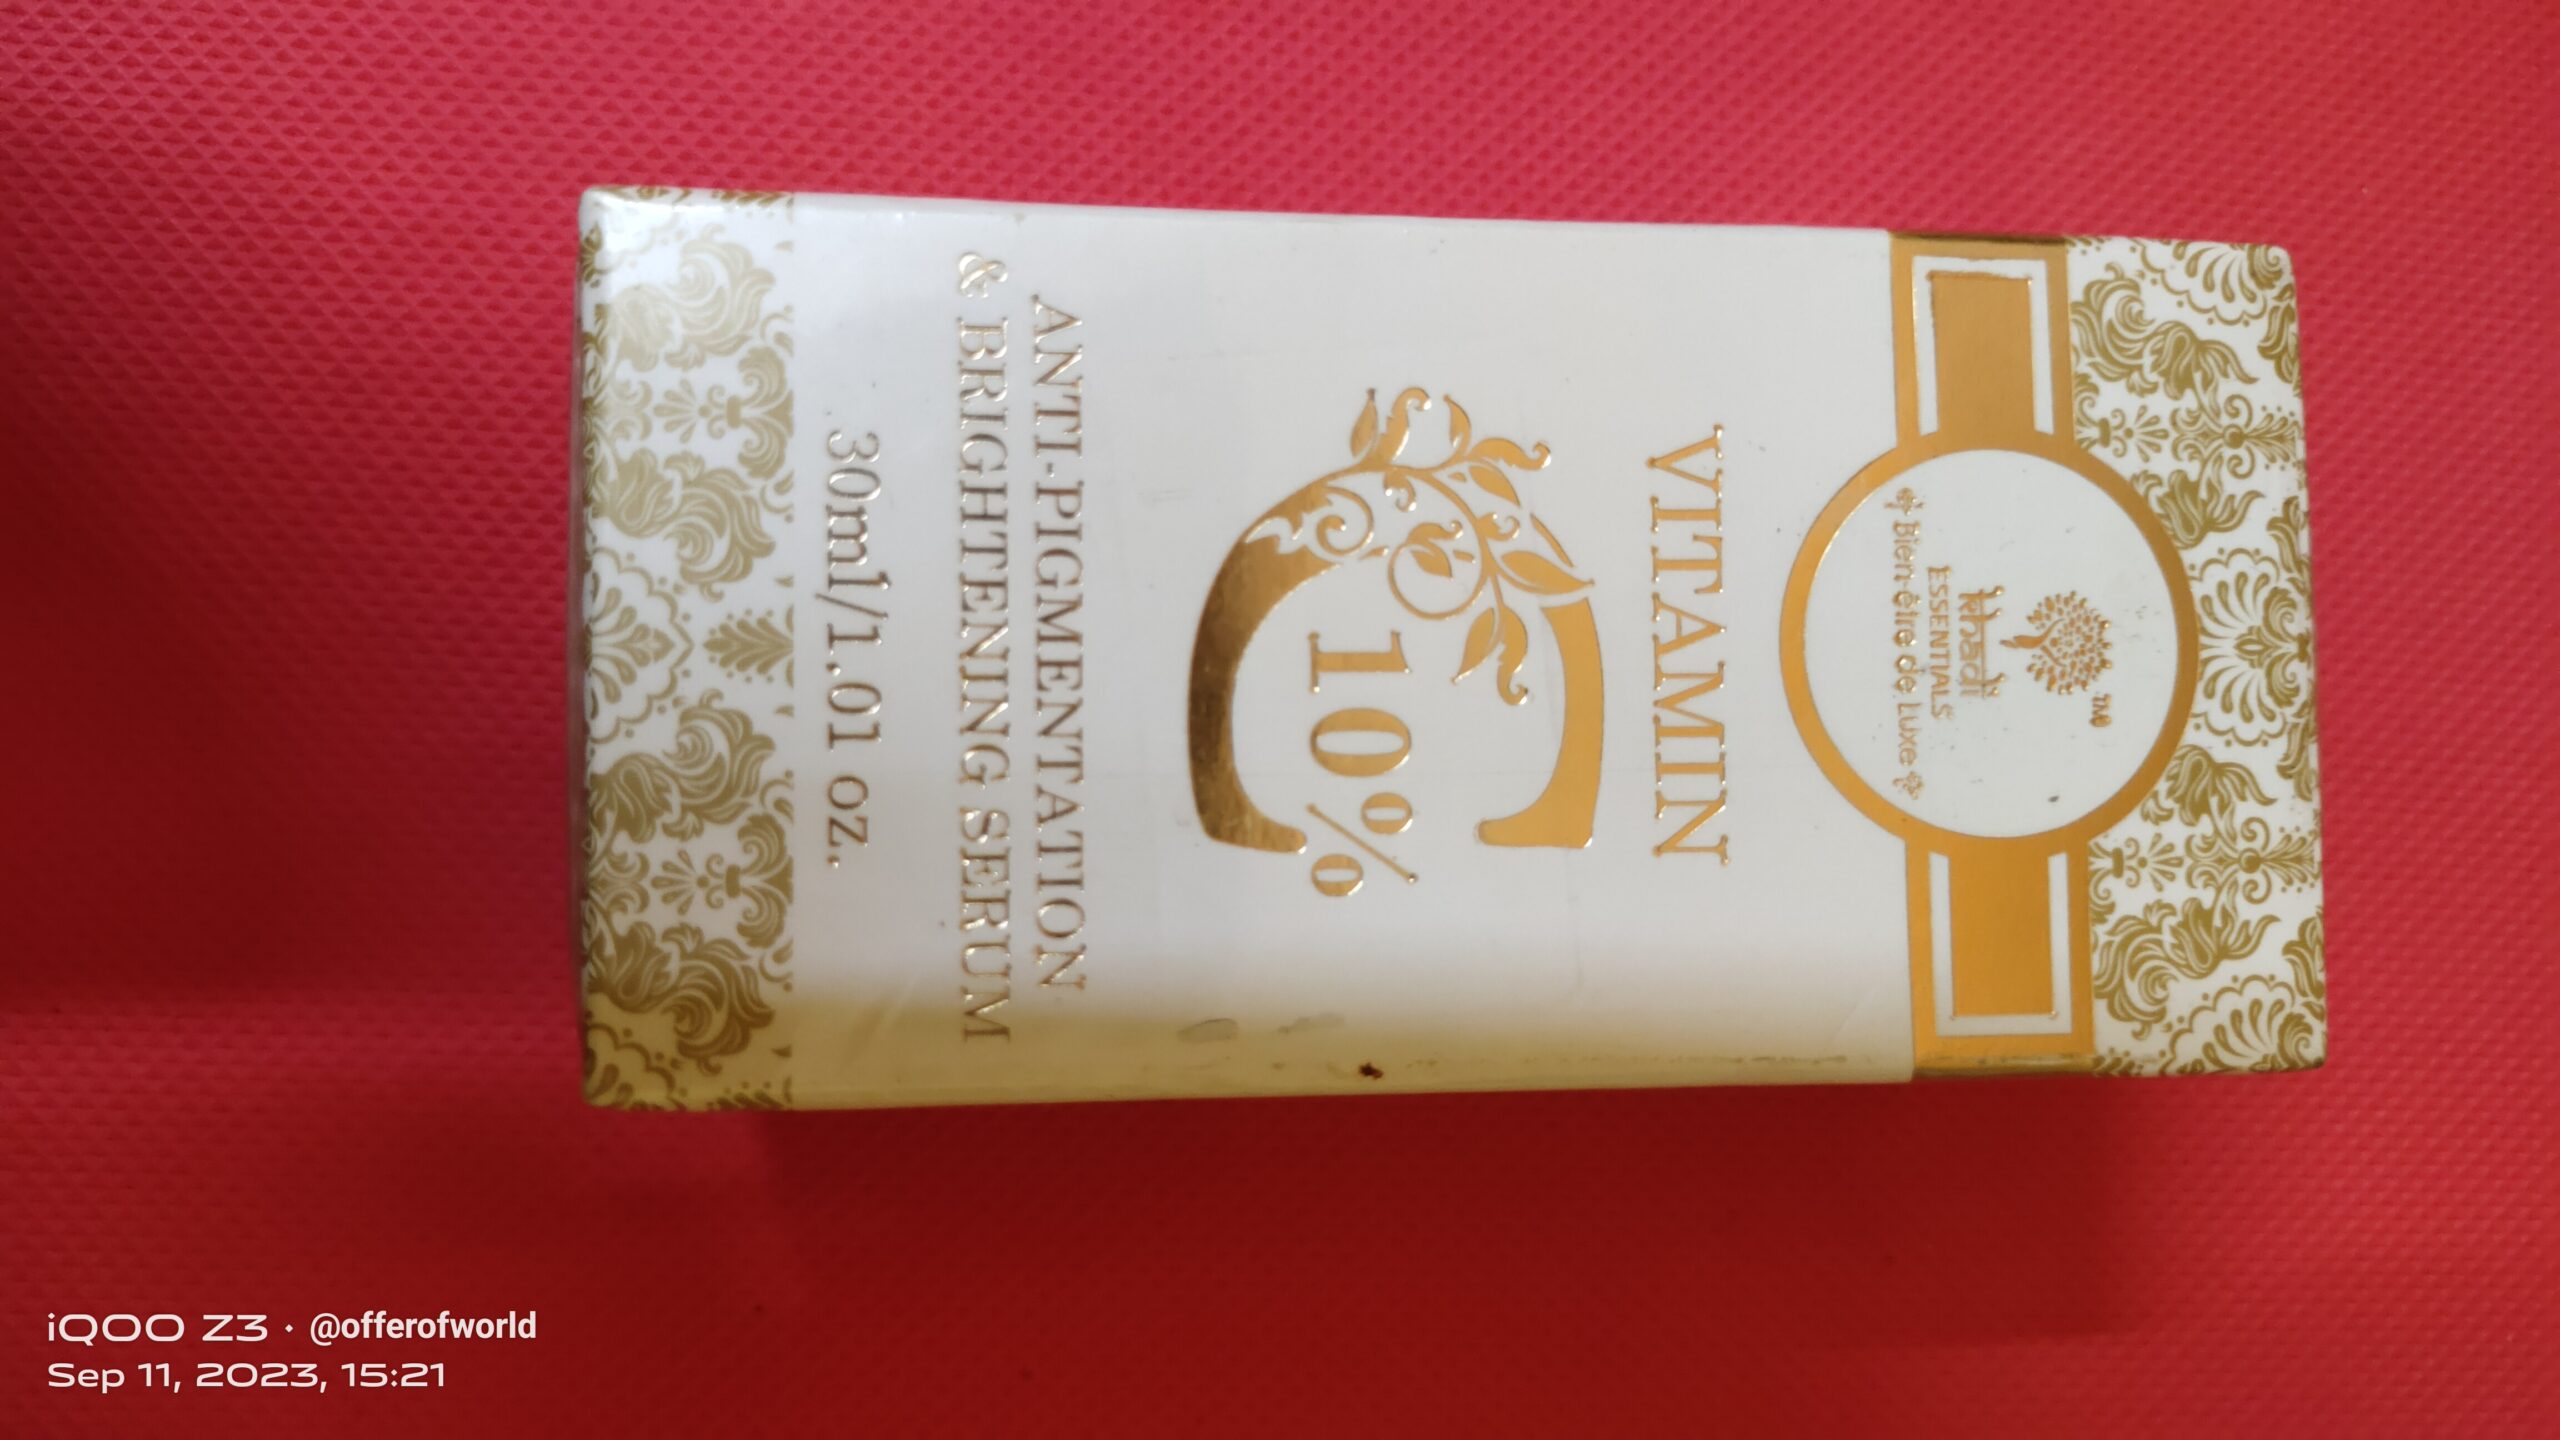 TM
khadi
ESSENTIALS
Bien-être de Luxe
VITAMIN
C
10%
ANTI-PIGMENTATION
& BRIGHTENING SERUM
30ml/1.01 oz.
iQOO Z3 · @offerofworld
Sep 11, 2023, 15:21